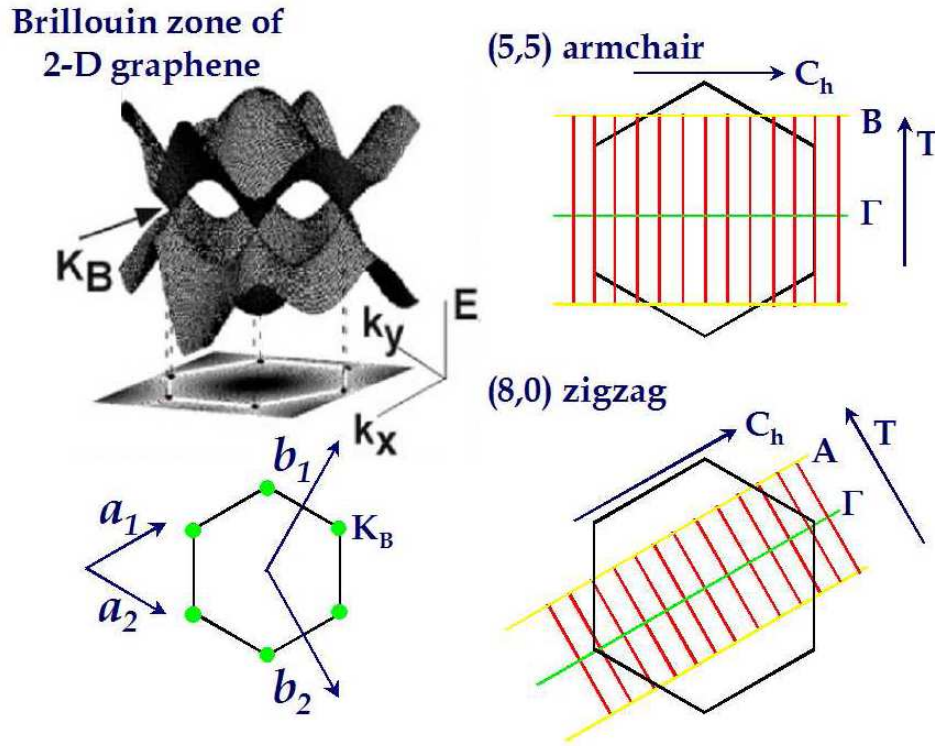 Brillouin zone of
2-D graphene
K_B
E
k_y
k_x
a_1
a_2
b_1
b_2
K_B
(5,5) armchair
C_h
B
T
Γ
(8,0) zigzag
C_h
A
T
Γ